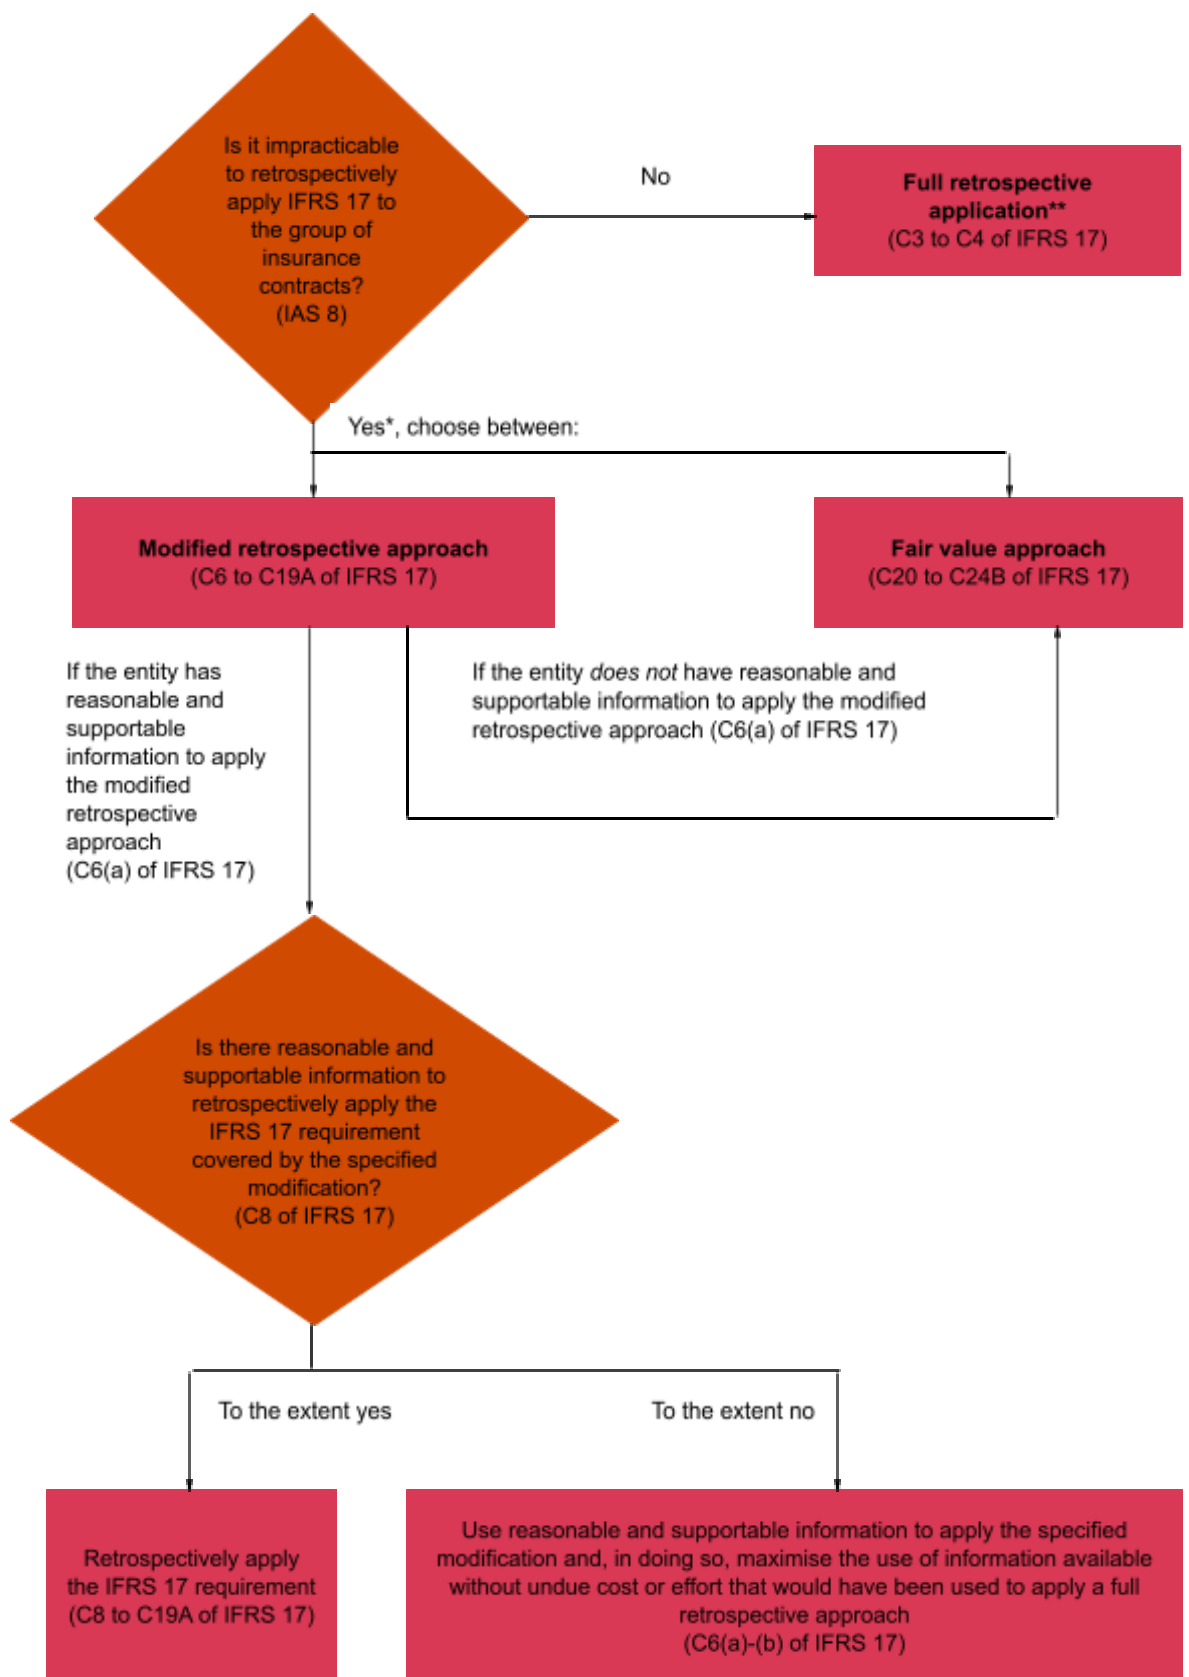 Is it impracticable
to retrospectively
apply IFRS 17 to
the group of
insurance
contracts?
(IAS 8)
No
Full retrospective
application**
(C3 to C4 of IFRS 17)
Yes*, choose between:
Modified retrospective approach
(C6 to C19A of IFRS 17)
Fair value approach
(C20 to C24B of IFRS 17)
If the entity has
reasonable and
supportable
information to apply
the modified
retrospective
approach
(C6(a) of IFRS 17)
If the entity does not have reasonable and
supportable information to apply the modified
retrospective approach (C6(a) of IFRS 17)
Is there reasonable and
supportable information to
retrospectively apply the
IFRS 17 requirement
covered by the specified
modification?
(C8 of IFRS 17)
To the extent yes
To the extent no
Retrospectively apply
the IFRS 17 requirement
(C8 to C19A of IFRS 17)
Use reasonable and supportable information to apply the specified
modification and, in doing so, maximise the use of information available
without undue cost or effort that would have been used to apply a full
retrospective approach
(C6(a)-(b) of IFRS 17)